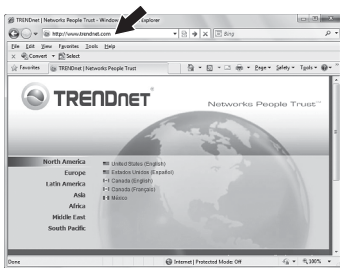 TRENDnet | Networks People Trust - Window Explorer
http://www.trendnet.com
Bing
File Edit View Favorites Tools Help
x Convert Select
Favorites TRENDnet | Networks People Trust
Page Safety Tools
TRENDNET
Networks People Trust™
North America
Europe
Latin America
Asia
Africa
Middle East
South Pacific
United States (English)
Estados Unidos (Español)
Canada (English)
Canada (Français)
México
Done
Internet | Protected Mode: Off
100%